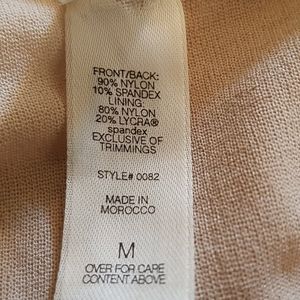 FRONT/BACK:
90% NYLON
10% SPANDEX
LINING:
80% NYLON
20% LYCRA®
spandex
EXCLUSIVE OF
TRIMMINGS
STYLE# 0082
MADE IN
MOROCCO
M
OVER FOR CARE
CONTENT ABOVE